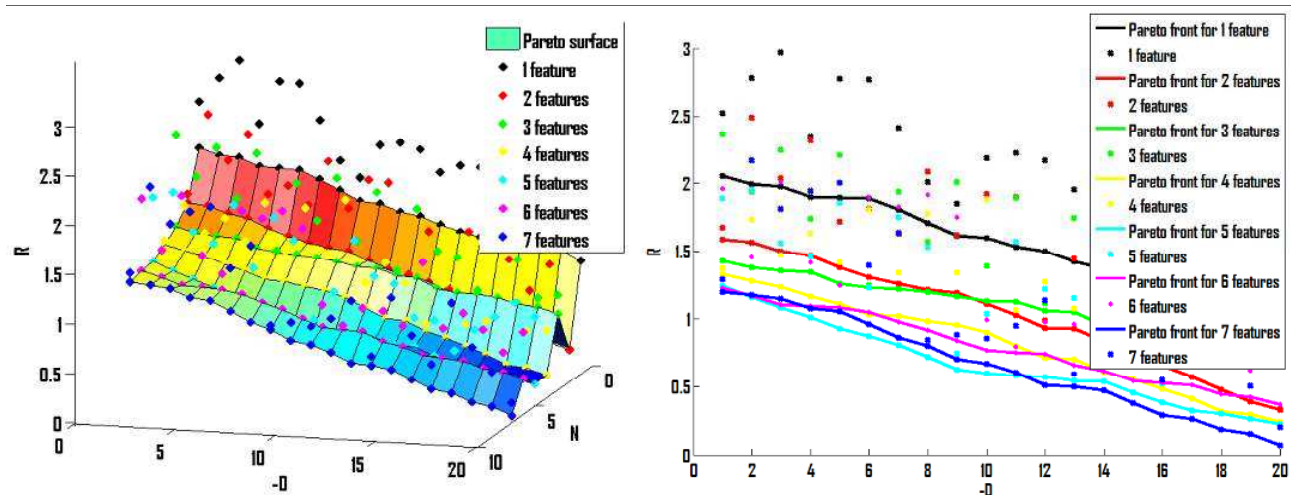 Pareto surface
1 feature
2 features
3 features
4 features
5 features
6 features
7 features
3
2.5
2
1.5
1
0.5
0
R
0
5
10
15
20
-D
10
5
0
N
Pareto front for 1 feature
1 feature
Pareto front for 2 features
2 features
Pareto front for 3 features
3 features
Pareto front for 4 features
4 features
Pareto front for 5 features
5 features
Pareto front for 6 features
6 features
Pareto front for 7 features
7 features
3
2.5
2
1.5
1
0.5
0
R
0 2 4 6 8 10 12 14 16 18 20
-D